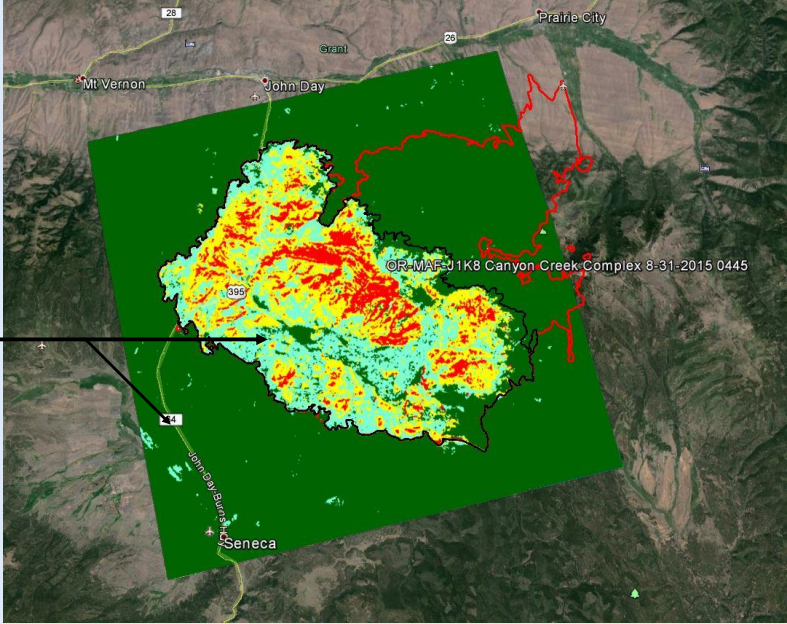 28
Prairie City
26
Grant
Mt Vernon
John Day
OR-MAF-J1K8 Canyon Creek Complex 8-31-2015 0445
395
John Day-Burns Hwy
Seneca